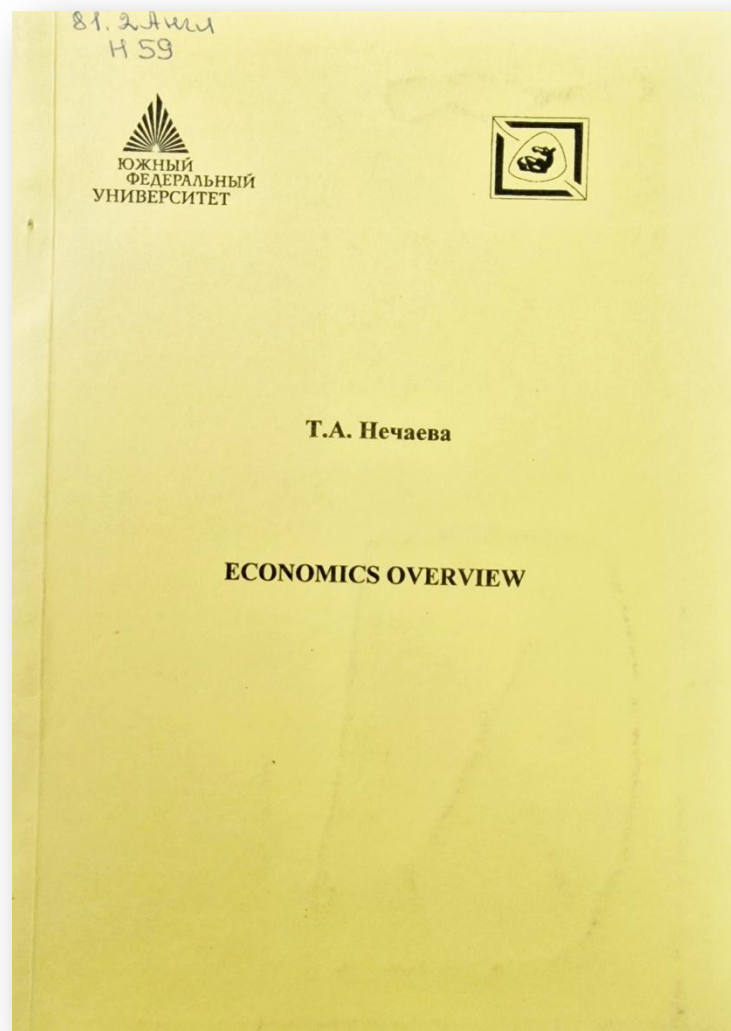 81.2Англ
Н 59
ЮЖНЫЙ
ФЕДЕРАЛЬНЫЙ
УНИВЕРСИТЕТ
Т.А. Нечаева
ECONOMICS OVERVIEW